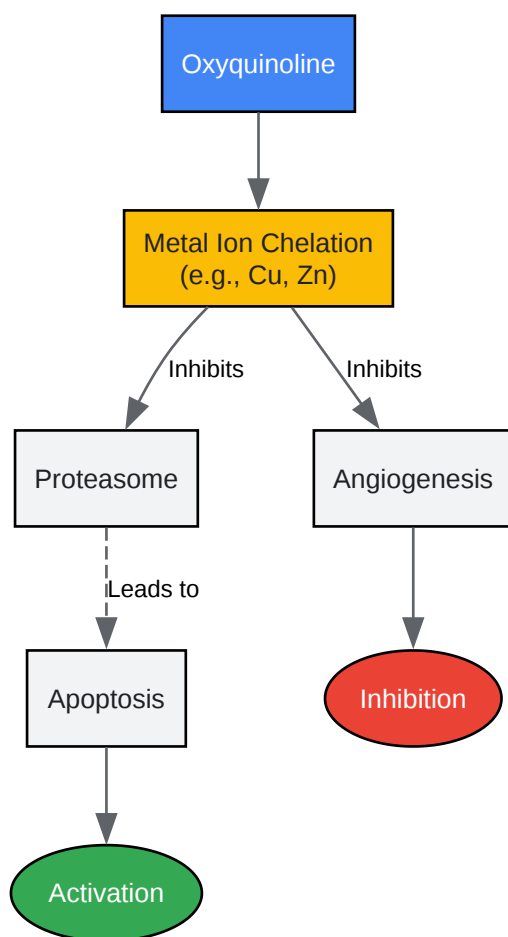 Oxyquinoline
Metal Ion Chelation
(e.g., Cu, Zn)
Inhibits
Inhibits
Proteasome
Angiogenesis
Leads to
Apoptosis
Inhibition
Activation